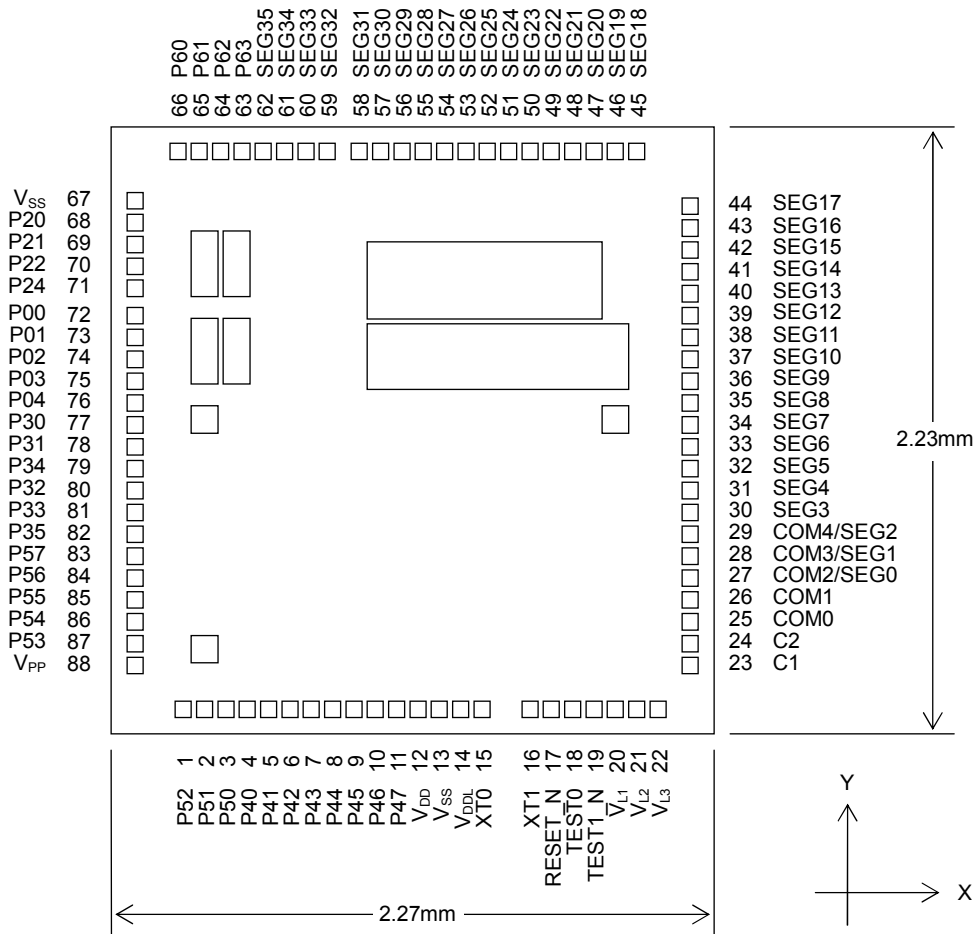 66 P60
65 P61
64 P62
63 P63
62 SEG35
61 SEG34
60 SEG33
59 SEG32
58 SEG31
57 SEG30
56 SEG29
55 SEG28
54 SEG27
53 SEG26
52 SEG25
51 SEG24
50 SEG23
49 SEG22
48 SEG21
47 SEG20
46 SEG19
45 SEG18
VSS 67
P20 68
P21 69
P22 70
P24 71
P00 72
P01 73
P02 74
P03 75
P04 76
P30 77
P31 78
P34 79
P32 80
P33 81
P35 82
P57 83
P56 84
P55 85
P54 86
P53 87
VPP 88
44 SEG17
43 SEG16
42 SEG15
41 SEG14
40 SEG13
39 SEG12
38 SEG11
37 SEG10
36 SEG9
35 SEG8
34 SEG7
33 SEG6
32 SEG5
31 SEG4
30 SEG3
29 COM4/SEG2
28 COM3/SEG1
27 COM2/SEG0
26 COM1
25 COM0
24 C2
23 C1
2.23mm
P52 1
P51 2
P50 3
P40 4
P41 5
P42 6
P43 7
P44 8
P45 9
P46 10
P47 11
VDD 12
VSS 13
VDDL 14
XT0 15
XT1 16
RESET_N 17
TEST0 18
TEST1_N 19
VL1 20
VL2 21
VL3 22
2.27mm
Y
X